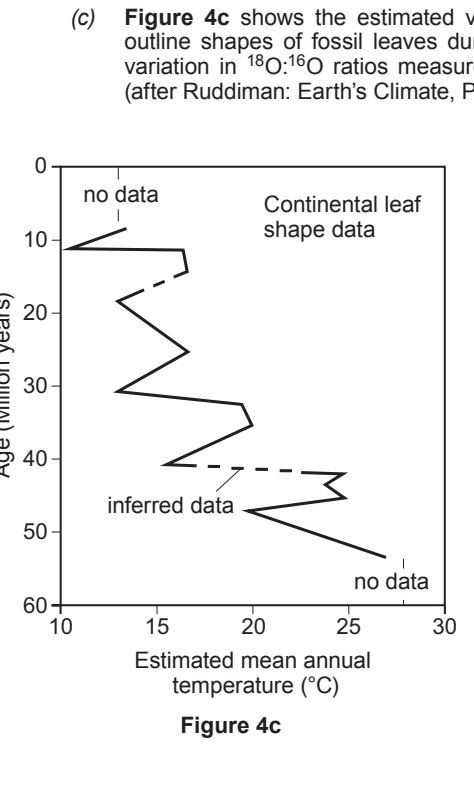 (c) Figure 4c shows the estimated
outline shapes of fossil leaves
variation in ¹⁸O:¹⁶O ratios
(after Ruddiman: Earth's Climate,
0
no data
Continental leaf
shape data
10
20
30
40
inferred data
50
no data
60
10 15 20 25 30
Age (Million years)
Estimated mean annual
temperature (°C)
Figure 4c